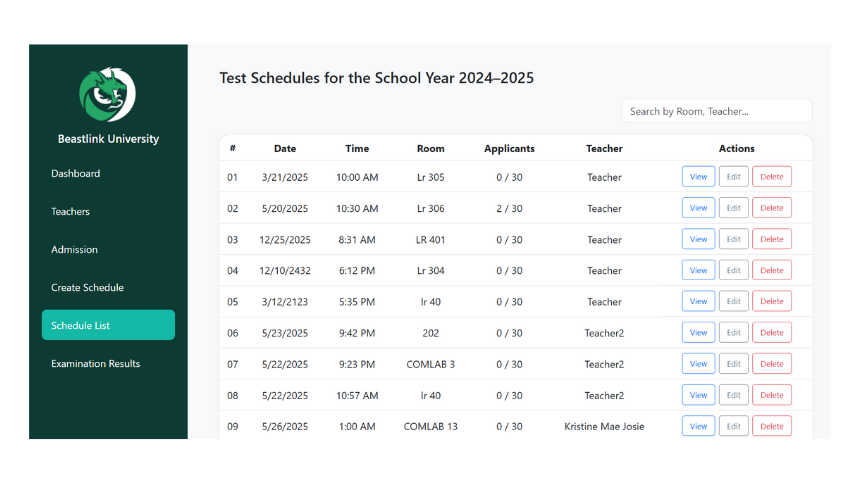 Beastlink University
Dashboard
Teachers
Admission
Create Schedule
Schedule List
Examination Results
Test Schedules for the School Year 2024–2025
Search by Room, Teacher...
# Date Time Room Applicants Teacher Actions
01 3/21/2025 10:00 AM Lr 305 0 / 30 Teacher View Edit Delete
02 5/20/2025 10:30 AM Lr 306 2 / 30 Teacher View Edit Delete
03 12/25/2025 8:31 AM LR 401 0 / 30 Teacher View Edit Delete
04 12/10/2432 6:12 PM Lr 304 0 / 30 Teacher View Edit Delete
05 3/12/2123 5:35 PM lr 40 0 / 30 Teacher View Edit Delete
06 5/23/2025 9:42 PM 202 0 / 30 Teacher2 View Edit Delete
07 5/22/2025 9:23 PM COMLAB 3 0 / 30 Teacher2 View Edit Delete
08 5/22/2025 10:57 AM lr 40 0 / 30 Teacher2 View Edit Delete
09 5/26/2025 1:00 AM COMLAB 13 0 / 30 Kristine Mae Josie View Edit Delete